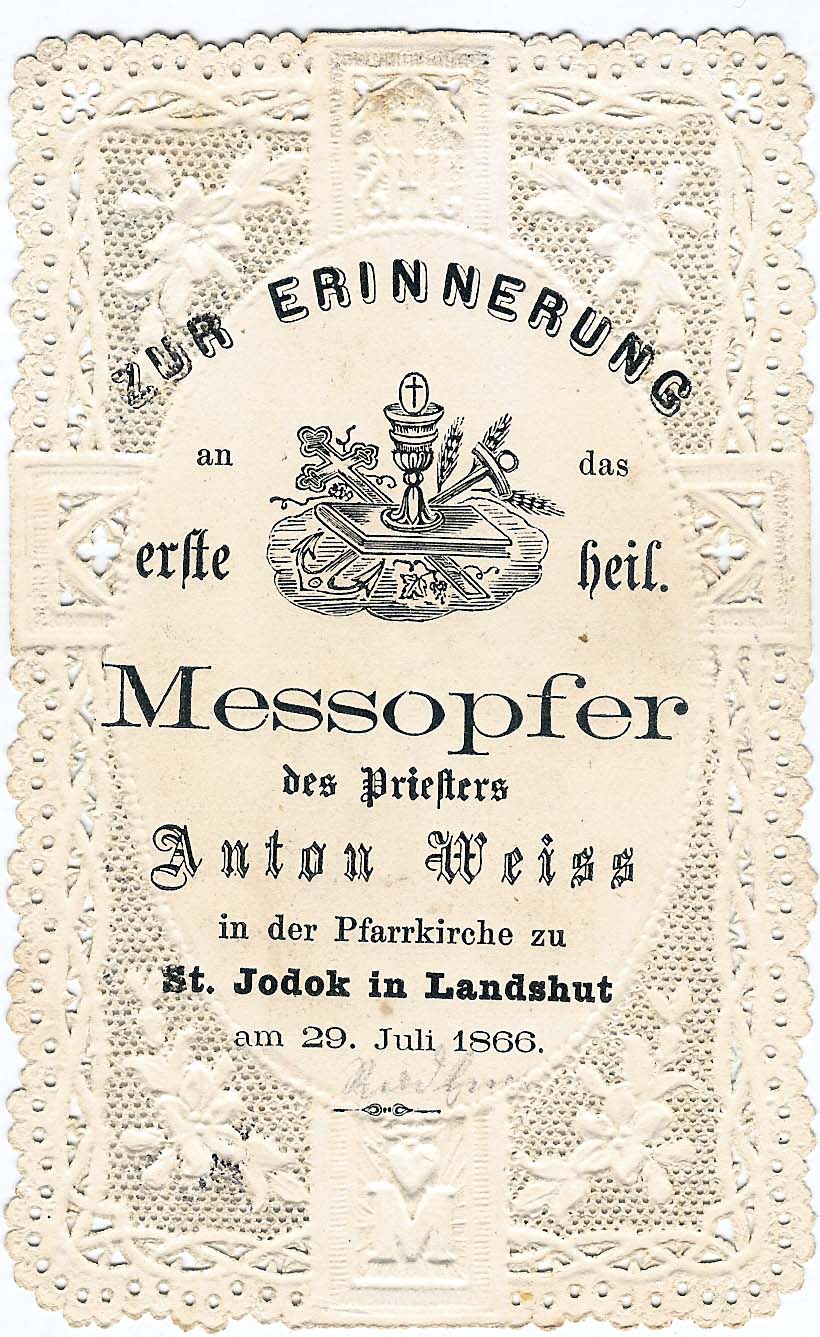 ZUR ERINNERUNG
an das
erste heil.
Messopfer
des Priesters
Anton Weiss
in der Pfarrkirche zu
St. Jodok in Landshut
am 29. Juli 1866.
M